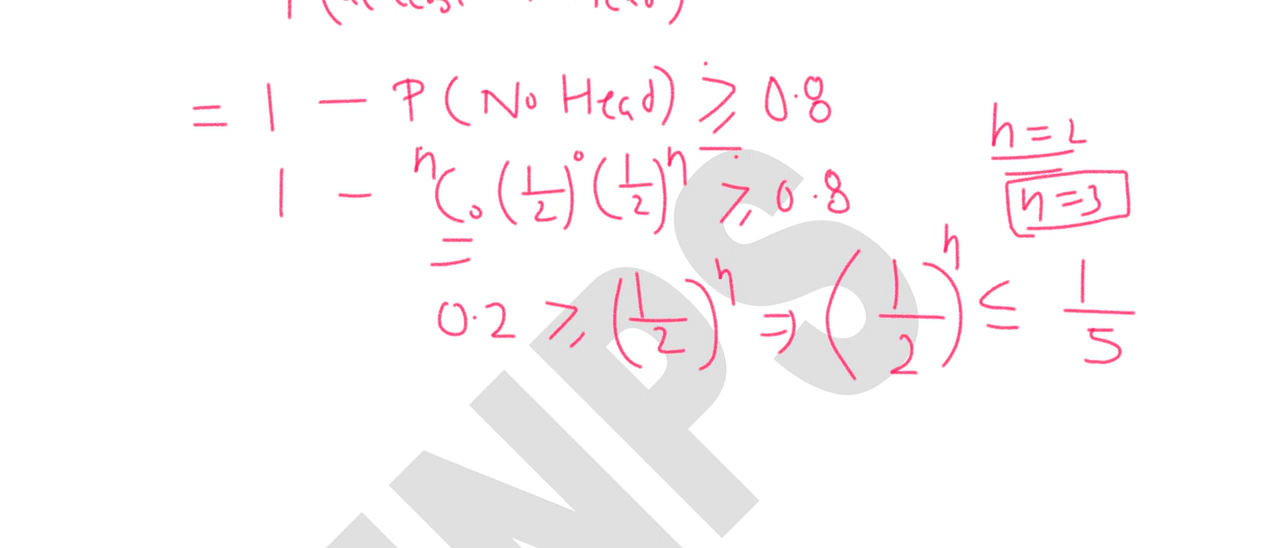 = 1 - P(No Head) ≥ 0.8
n=2
1 - ⁿC₀ (1/2)⁰ (1/2)ⁿ ≥ 0.8
n=3
0.2 ≥ (1/2)ⁿ ⇒ (1/2)ⁿ ≤ 1/5
NPS